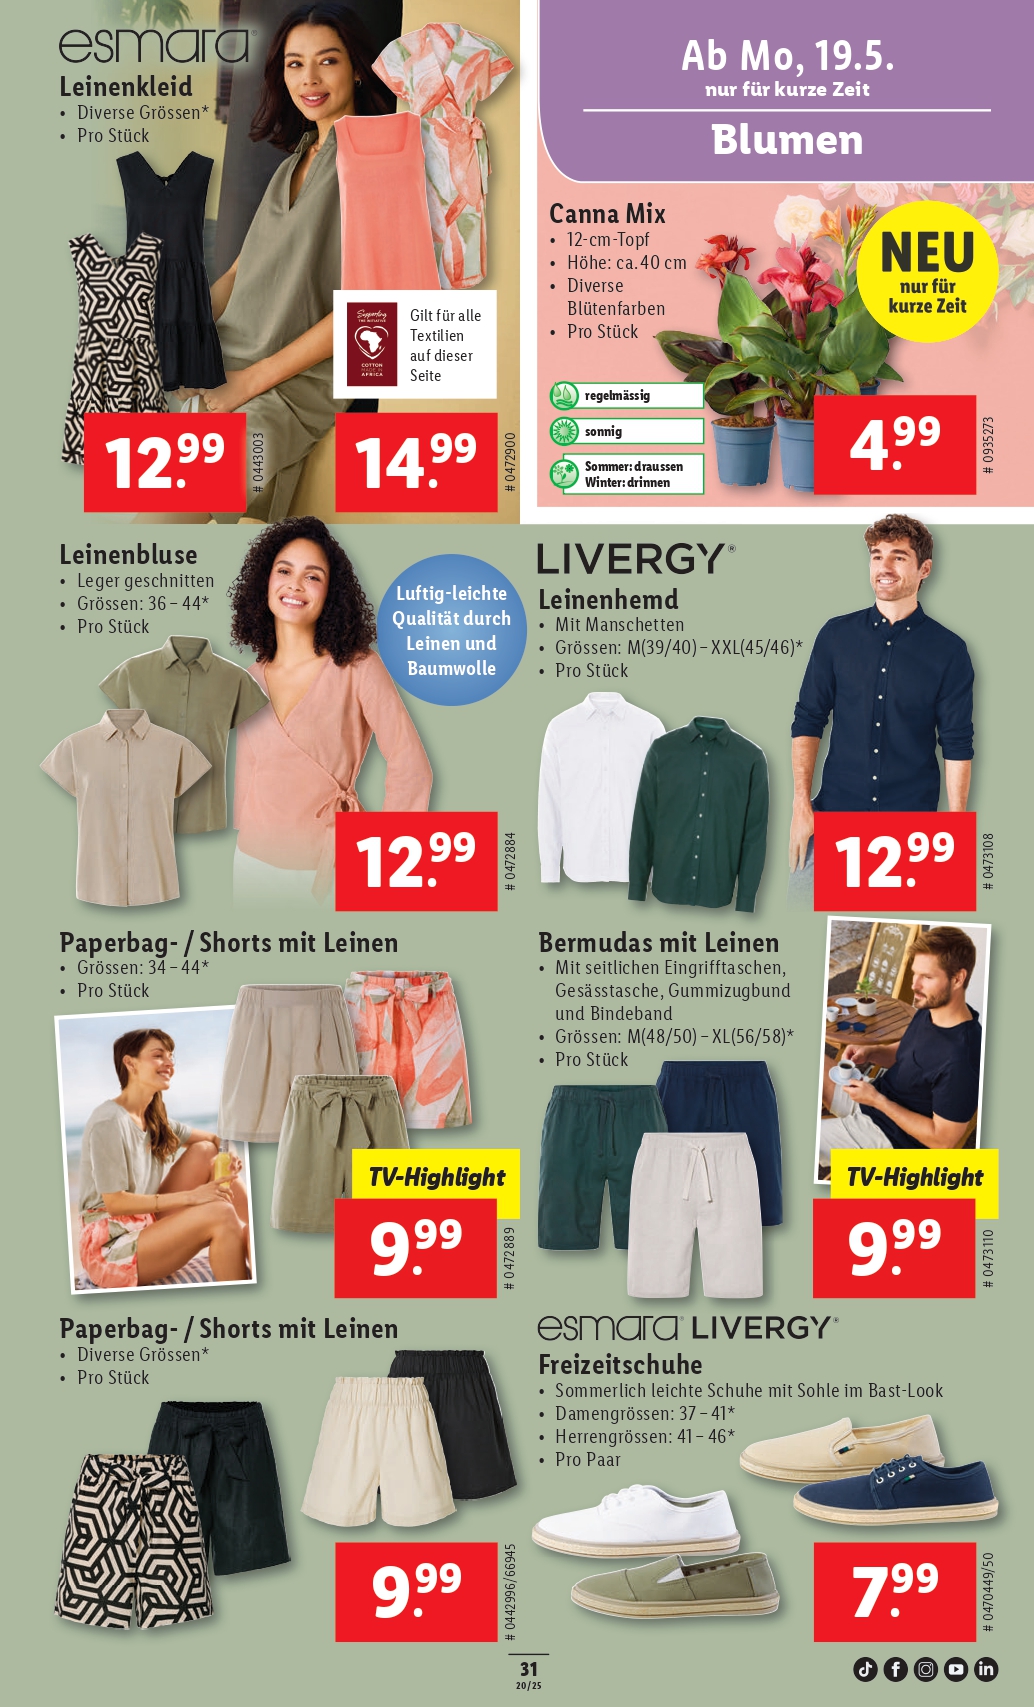 esmara®
Leinenkleid
• Diverse Grössen*
• Pro Stück
Supporting
THE INITIATIVE
COTTON
MADE IN
AFRICA
Gilt für alle
Textilien
auf dieser
Seite
12.99
# 0443003
14.99
# 0472900
Ab Mo, 19.5.
nur für kurze Zeit
Blumen
Canna Mix
• 12-cm-Topf
• Höhe: ca. 40 cm
• Diverse
Blütenfarben
• Pro Stück
NEU
nur für
kurze Zeit
regelmässig
sonnig
Sommer: draussen
Winter: drinnen
4.99
# 0935273
Leinenbluse
• Leger geschnitten
• Grössen: 36 – 44*
• Pro Stück
Luftig-leichte
Qualität durch
Leinen und
Baumwolle
12.99
# 0472884
LIVERGY®
Leinenhemd
• Mit Manschetten
• Grössen: M(39/40) – XXL(45/46)*
• Pro Stück
12.99
# 0473108
Paperbag- / Shorts mit Leinen
• Grössen: 34 – 44*
• Pro Stück
TV-Highlight
9.99
# 0472889
Bermudas mit Leinen
• Mit seitlichen Eingrifftaschen,
Gesässtasche, Gummizugbund
und Bindeband
• Grössen: M(48/50) – XL(56/58)*
• Pro Stück
TV-Highlight
9.99
# 0473110
Paperbag- / Shorts mit Leinen
• Diverse Grössen*
• Pro Stück
9.99
# 0442996/66945
esmara® LIVERGY®
Freizeitschuhe
• Sommerlich leichte Schuhe mit Sohle im Bast-Look
• Damengrössen: 37 – 41*
• Herrengrössen: 41 – 46*
• Pro Paar
7.99
# 0470449/50
31
20/25